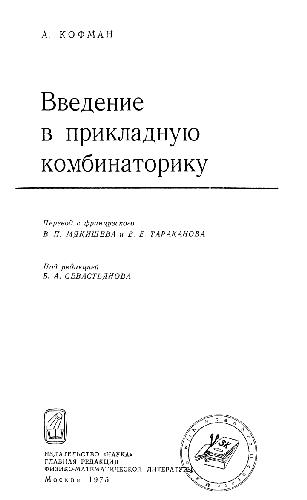 А. КОФМАН
Введение
в прикладную
комбинаторику
Перевод с французского
В. П. МЯКИШЕВА и В. Е. ТАРАКАНОВА
Под редакцией
Б. А. СЕВАСТЬЯНОВА
ИЗДАТЕЛЬСТВО «НАУКА»
ГЛАВНАЯ РЕДАКЦИЯ
ФИЗИКО-МАТЕМАТИЧЕСКОЙ ЛИТЕРАТУРЫ
Москва 1975